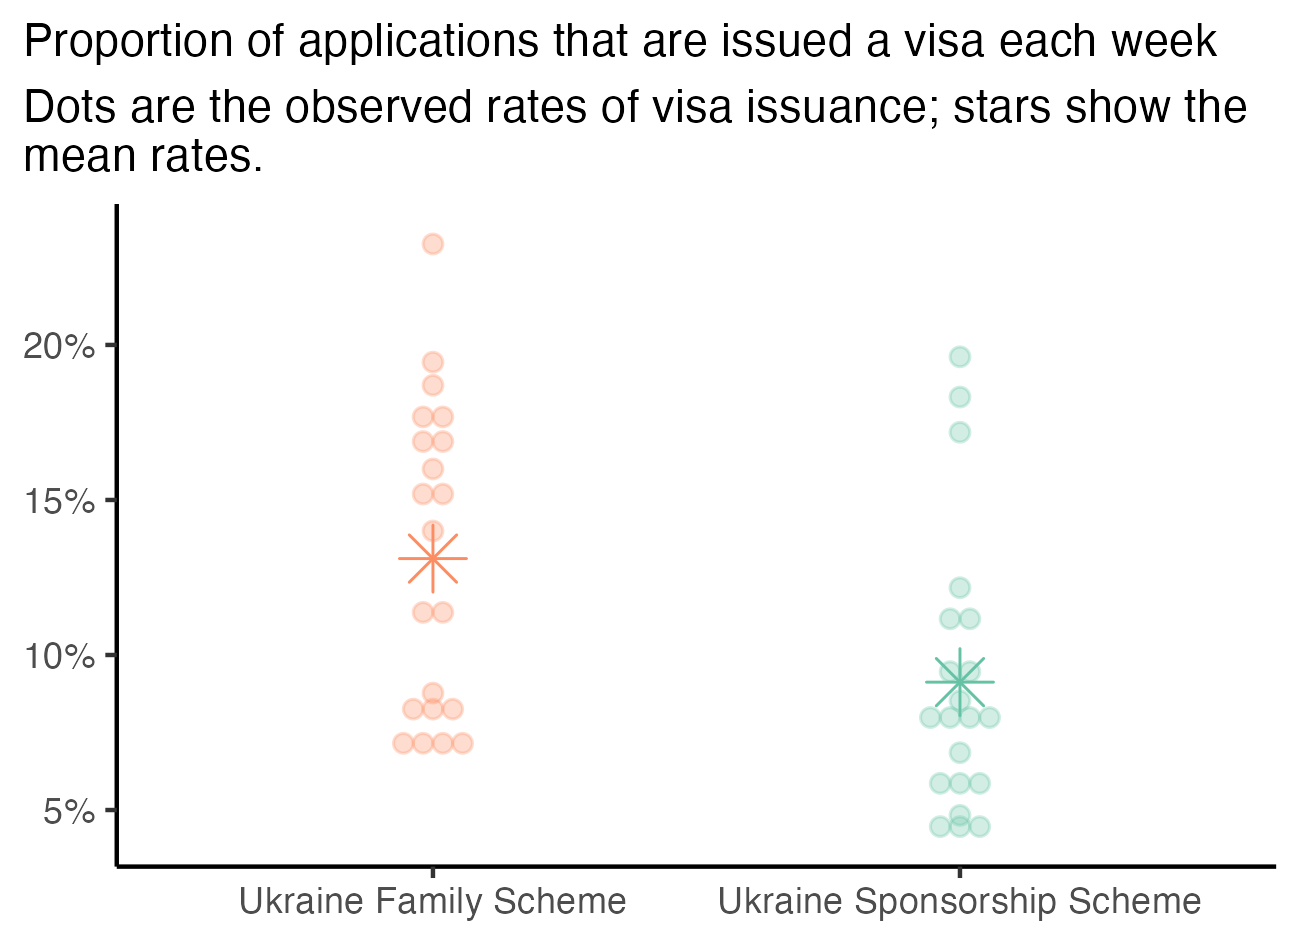 Proportion of applications that are issued a visa each week
Dots are the observed rates of visa issuance; stars show the
mean rates.
20%
15%
10%
5%
Ukraine Family Scheme
Ukraine Sponsorship Scheme